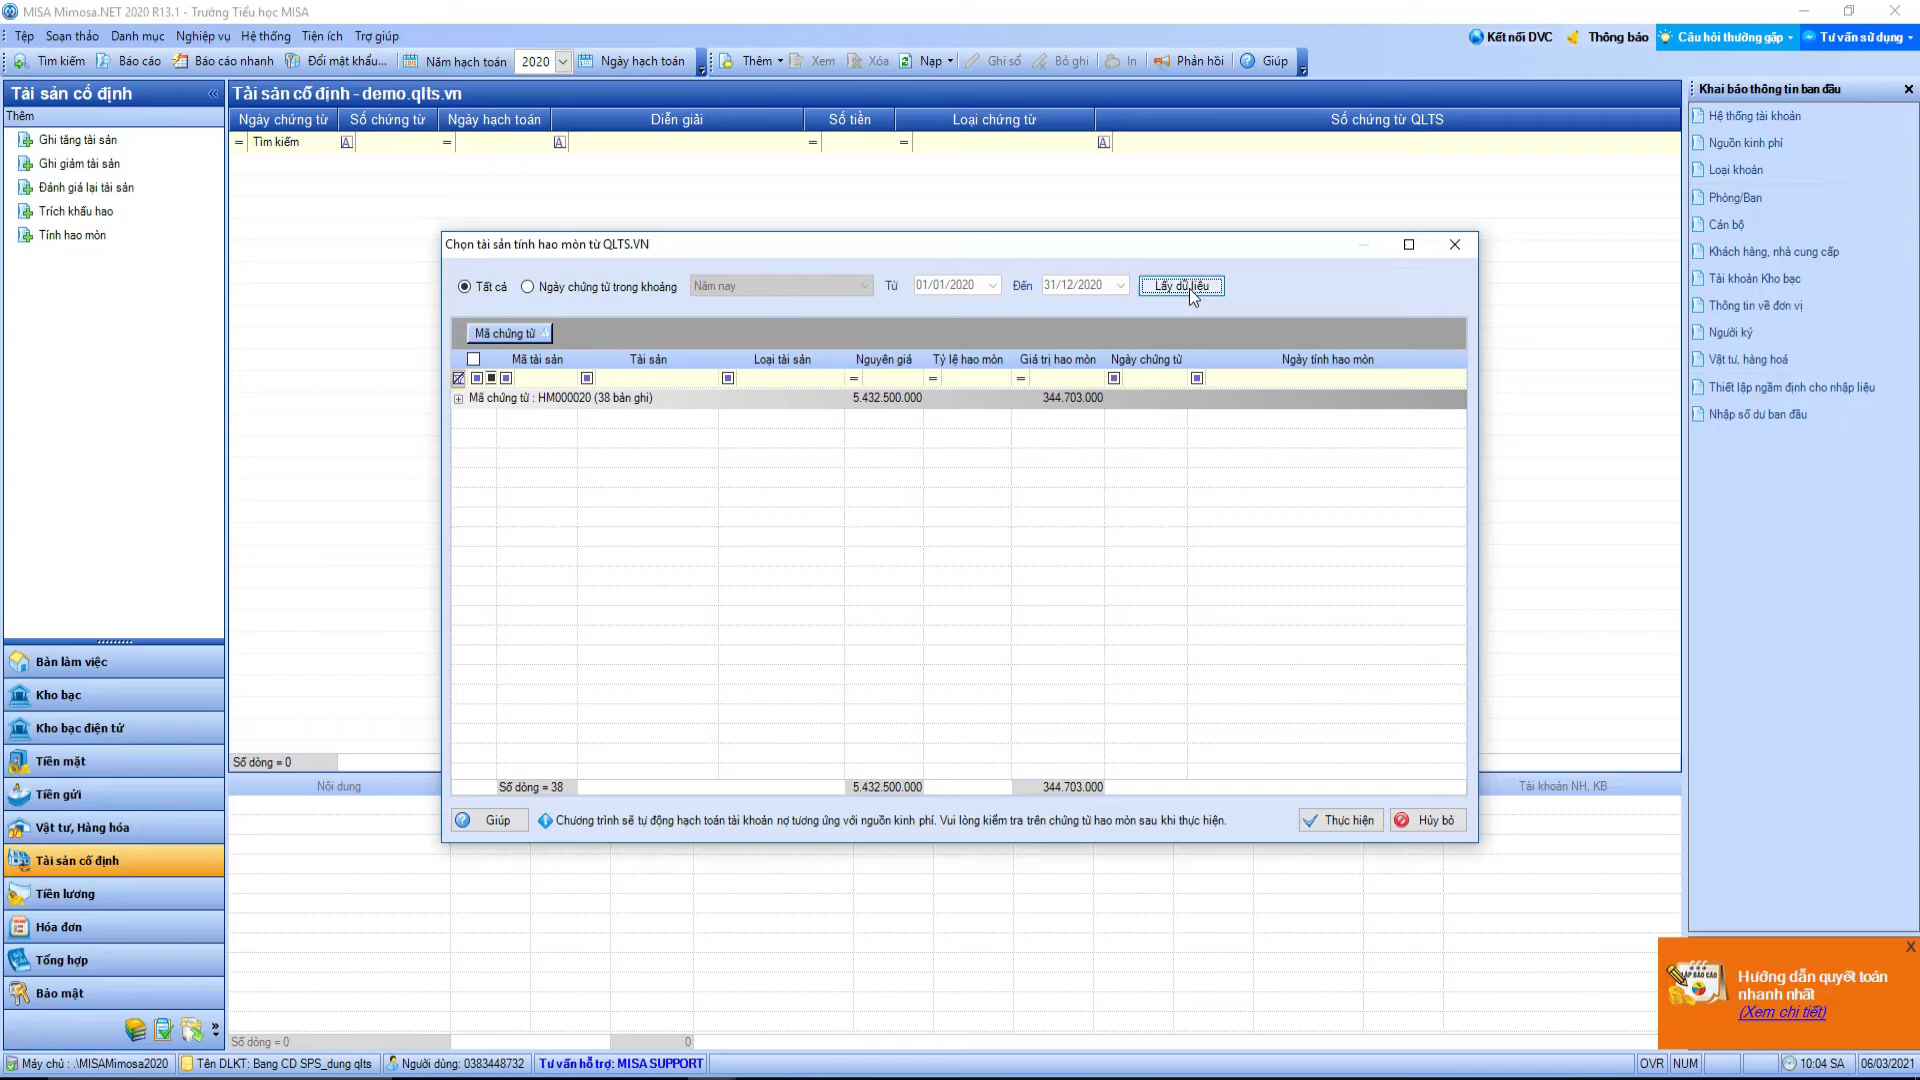 MISA Mimosa.NET 2020 R13.1 - Trường Tiểu học MISA
Tệp Soạn thảo Danh mục Nghiệp vụ Hệ thống Tiện ích Trợ giúp
Kết nối DVC Thông báo Câu hỏi thường gặp Tư vấn sử dụng
Tìm kiếm Báo cáo Báo cáo nhanh Đổi mật khẩu... Năm hạch toán 2020 Ngày hạch toán Thêm Xem Xóa Nạp Ghi sổ Bỏ ghi In Phản hồi Giúp
Tài sản cố định
Thêm
Ghi tăng tài sản
Ghi giảm tài sản
Đánh giá lại tài sản
Trích khấu hao
Tính hao mòn
Bàn làm việc
Kho bạc
Kho bạc điện tử
Tiền mặt
Tiền gửi
Vật tư, Hàng hóa
Tài sản cố định
Tiền lương
Hóa đơn
Tổng hợp
Bảo mật
Tài sản cố định - demo.qlts.vn
Ngày chứng từ Số chứng từ Ngày hạch toán Diễn giải Số tiền Loại chứng từ Số chứng từ QLTS
= Tìm kiếm A = A = = A
Chọn tài sản tính hao mòn từ QLTS.VN
Tất cả Ngày chứng từ trong khoảng Năm nay Từ 01/01/2020 Đến 31/12/2020 Lấy dữ liệu
Mã chứng từ
Mã tài sản Tài sản Loại tài sản Nguyên giá Tỷ lệ hao mòn Giá trị hao mòn Ngày chứng từ Ngày tính hao mòn
= = =
Mã chứng từ : HM000020 (38 bản ghi) 5.432.500.000 344.703.000
Số dòng = 38 5.432.500.000 344.703.000
Giúp Chương trình sẽ tự động hạch toán tài khoản nợ tương ứng với nguồn kinh phí. Vui lòng kiểm tra trên chứng từ hao mòn sau khi thực hiện. Thực hiện Hủy bỏ
Số dòng = 0
Nội dung Tài khoản NH, KB
Số dòng = 0 0
Khai báo thông tin ban đầu
Hệ thống tài khoản
Nguồn kinh phí
Loại khoản
Phòng/Ban
Cán bộ
Khách hàng, nhà cung cấp
Tài khoản Kho bạc
Thông tin về đơn vị
Người ký
Vật tư, hàng hoá
Thiết lập ngầm định cho nhập liệu
Nhập số dư ban đầu
X
LẬP BÁO CÁO
Hướng dẫn quyết toán
nhanh nhất
(Xem chi tiết)
Máy chủ : .\MISAMimosa2020 Tên DLKT: Bang CD SPS_dung qlts Người dùng: 0383448732 Tư vấn hỗ trợ: MISA SUPPORT OVR NUM 10:04 SA 06/03/2021